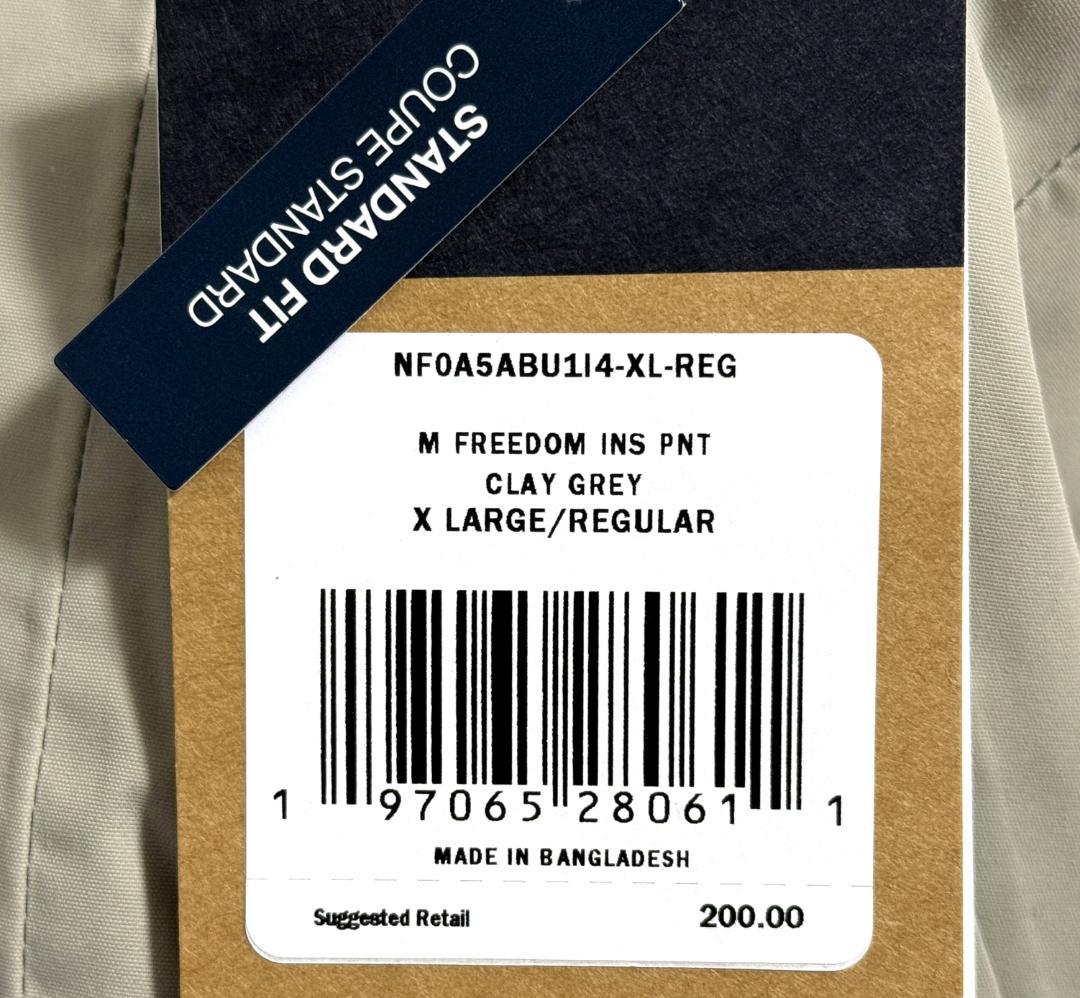 STANDARD FIT
COUPE STANDARD
NF0A5ABU1I4-XL-REG
M FREEDOM INS PNT
CLAY GREY
X LARGE/REGULAR
1 97065 28061 1
MADE IN BANGLADESH
Suggested Retail 200.00